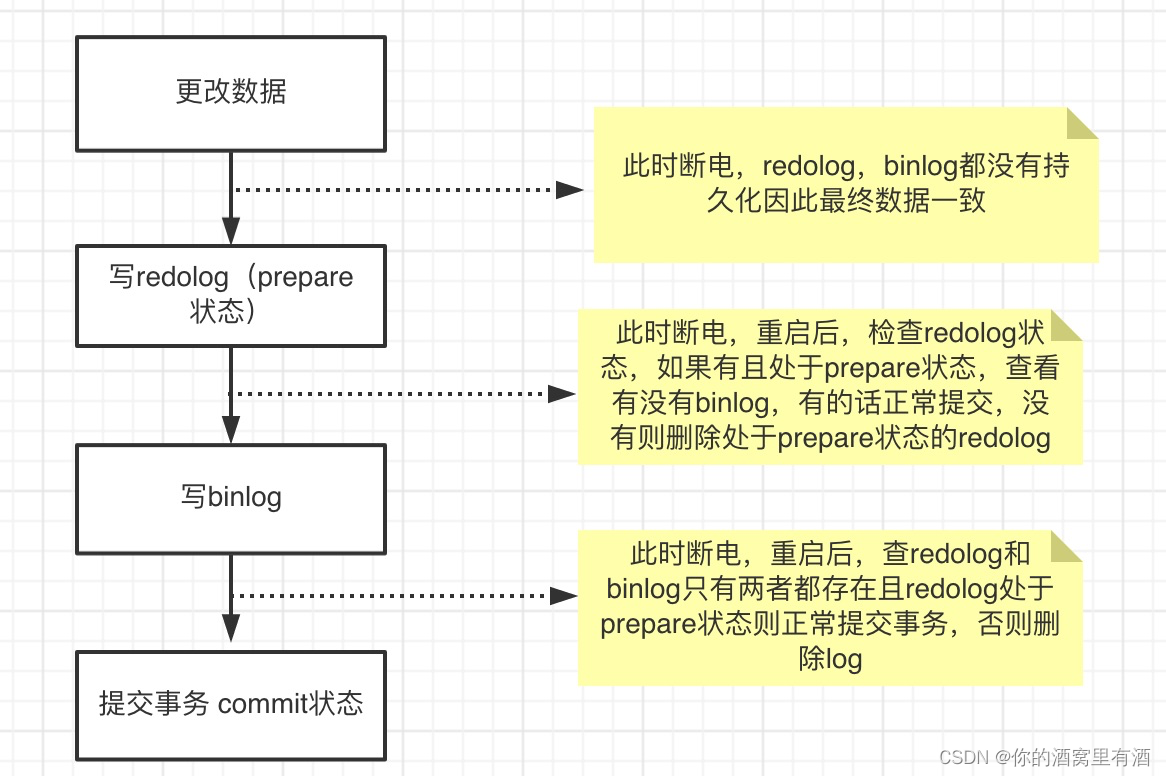 更改数据
此时断电，redolog，binlog都没有持
久化因此最终数据一致
写redolog（prepare
状态）
此时断电，重启后，检查redolog状
态，如果有且处于prepare状态，查看
有没有binlog，有的话正常提交，没
有则删除处于prepare状态的redolog
写binlog
此时断电，重启后，查redolog和
binlog只有两者都存在且redolog处于
prepare状态则正常提交事务，否则删
除log
提交事务 commit状态
CSDN @你的酒窝里有酒